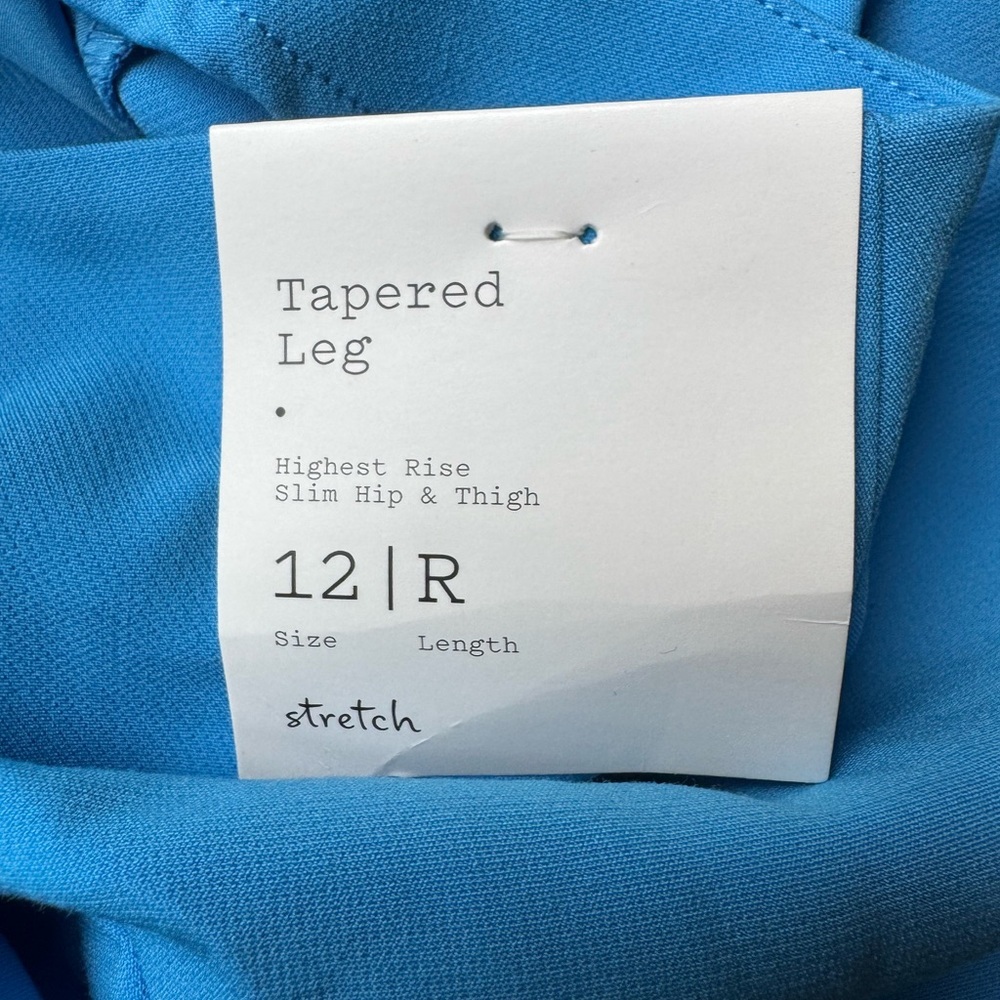 Tapered
Leg
•
Highest Rise
Slim Hip & Thigh
12 | R
Size Length
stretch